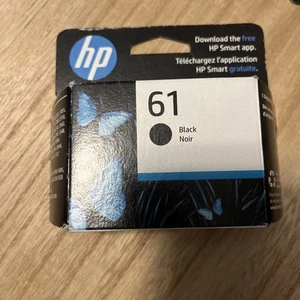 hp
Download the free
HP Smart app.
Téléchargez l'application
HP Smart gratuite.
61
Black
Noir